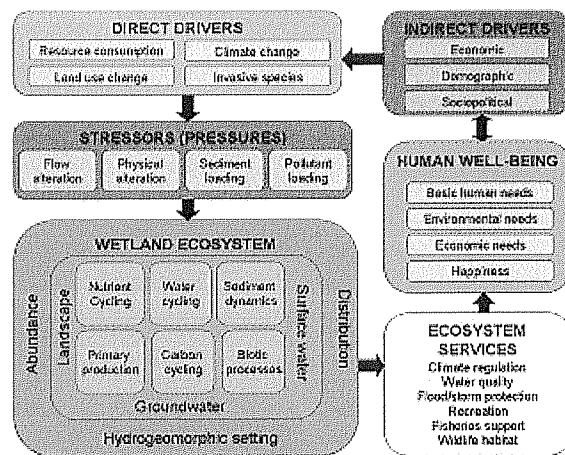 DIRECT DRIVERS
Resource consumption
Climate change
Land use change
Invasive species
INDIRECT DRIVERS
Economic
Demographic
Sociopolitical
STRESSORS (PRESSURES)
Flow alteration
Physical alteration
Sediment loading
Pollutant loading
HUMAN WELL-BEING
Basic human needs
Environmental needs
Economic needs
Happiness
WETLAND ECOSYSTEM
Abundance
Landscape
Nutrient Cycling
Water cycling
Sediment dynamics
Primary production
Carbon cycling
Biotic processes
Surface water
Distribution
Groundwater
Hydrogeomorphic setting
ECOSYSTEM
SERVICES
Climate regulation
Water quality
Flood/storm protection
Recreation
Fisheries support
Wildlife habitat